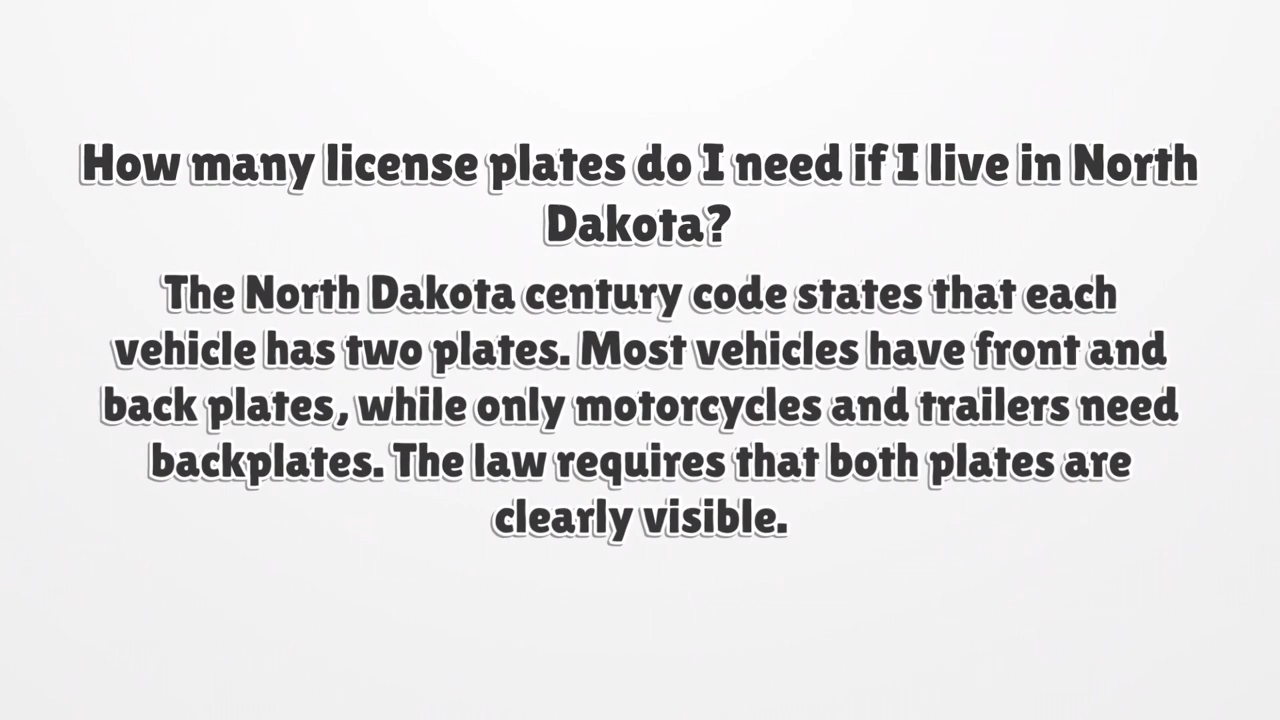 How many license plates do I need if I live in North
Dakota?
The North Dakota century code states that each
vehicle has two plates. Most vehicles have front and
back plates, while only motorcycles and trailers need
backplates. The law requires that both plates are
clearly visible.